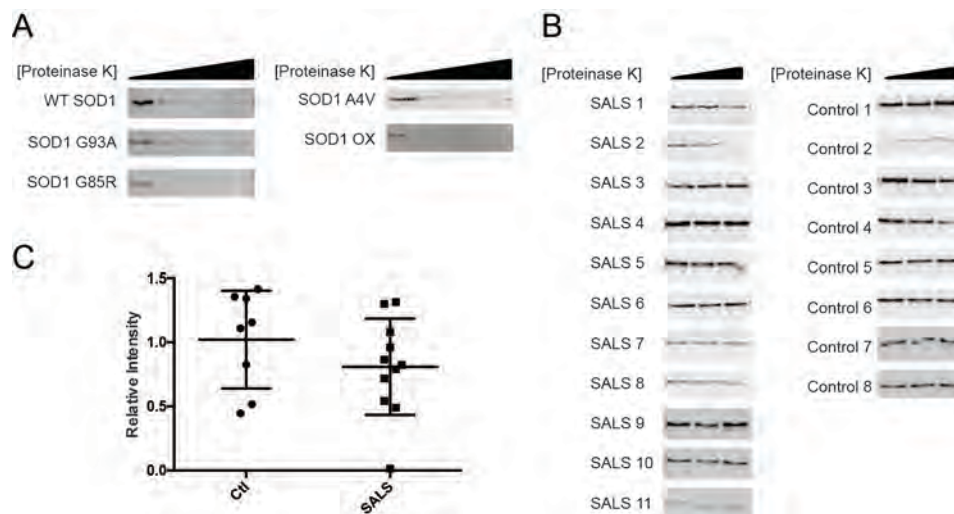 A
[Proteinase K]
WT SOD1
SOD1 G93A
SOD1 G85R
[Proteinase K]
SOD1 A4V
SOD1 OX
B
[Proteinase K]
SALS 1
SALS 2
SALS 3
SALS 4
SALS 5
SALS 6
SALS 7
SALS 8
SALS 9
SALS 10
SALS 11
[Proteinase K]
Control 1
Control 2
Control 3
Control 4
Control 5
Control 6
Control 7
Control 8
C
Relative Intensity
1.5
1.0
0.5
0.0
Ctl
SALS